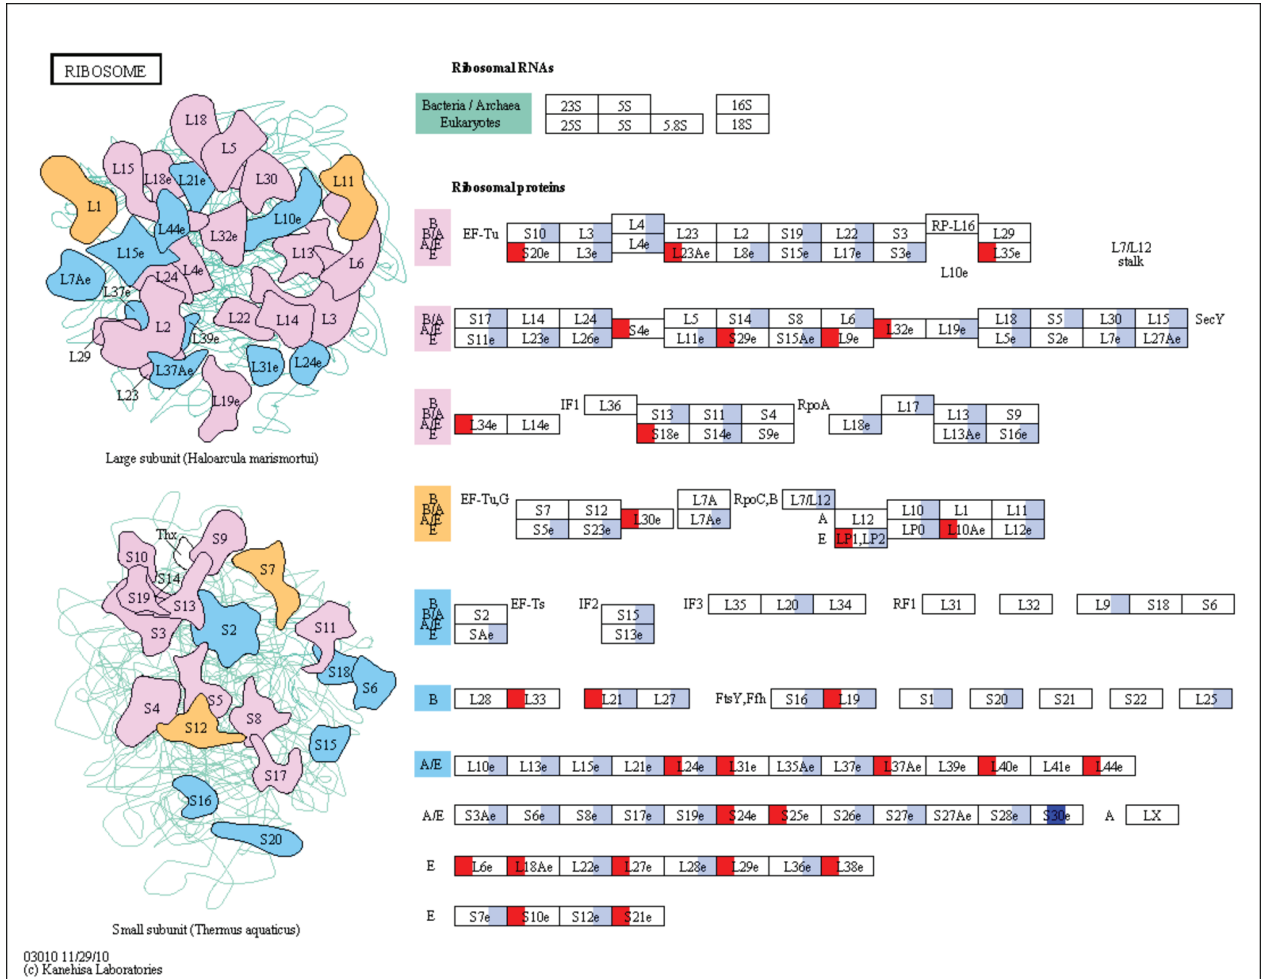 RIBOSOME
L18
L5
L15
L18e
L21e
L30
L11
L1
L44e
L10e
L32e
L15e
L13
L6
L7Ae
L4e
L24
L37e
L2
L22
L14
L3
L39e
L29
L37Ae
L31e
L24e
L23
L19e
Large subunit (Haloarcula marismortui)
Thx
S9
S10
S14
S7
S19
S13
S3
S2
S11
S18
S6
S4
S5
S8
S12
S15
S17
S16
S20
Small subunit (Thermus aquaticus)
03010 11/29/10
(c) Kanehisa Laboratories
Ribosomal RNAs
Bacteria / Archaea 23S 5S 16S
Eukaryotes 25S 5S 5.8S 18S
Ribosomal proteins
B
B/A
A/E
E
EF-Tu S10 L3 L4 L23 L2 S19 L22 S3 RP-L16 L29
S20e L3e L4e L23Ae L8e S15e L17e S3e L10e L35e
L7/L12
stalk
B/A
A/E
E
S17 L14 L24 L5 S14 S8 L6 L18 S5 L30 L15 SecY
S11e L23e L26e S4e L11e S29e S15Ae L9e L32e L19e L5e S2e L7e L27Ae
B
B/A
A/E
E
IF1 L36 S13 S11 S4 RpoA L17 L13 S9
L34e L14e S18e S14e S9e L18e L13Ae S16e
B
B/A
A/E
E
EF-Tu,G S7 S12 L7A RpoC,B L7/L12 L10 L1 L11
S5e S23e L30e L7Ae A L12 LP0 L10Ae L12e
E LP1,LP2
B
B/A
A/E
E
S2 EF-Ts IF2 S15 IF3 L35 L20 L34 RF1 L31 L32 L9 S18 S6
SAe S13e
B L28 L33 L21 L27 FtsY,Ffh S16 L19 S1 S20 S21 S22 L25
A/E L10e L13e L15e L21e L24e L31e L35Ae L37e L37Ae L39e L40e L41e L44e
A/E S3Ae S6e S8e S17e S19e S24e S25e S26e S27e S27Ae S28e S30e A LX
E L6e L18Ae L22e L27e L28e L29e L36e L38e
E S7e S10e S12e S21e